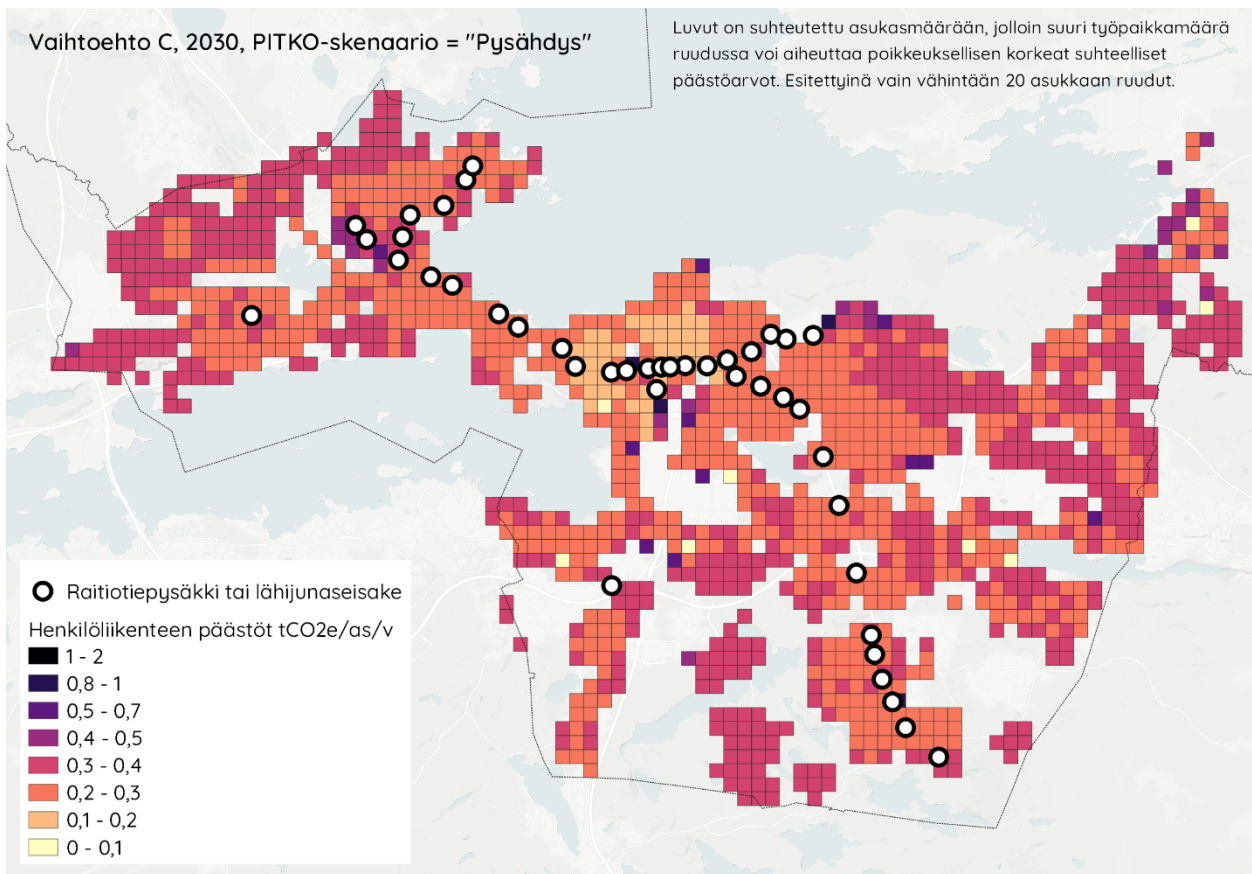 Vaihtoehto C, 2030, PITKO-skenaario = "Pysähdys"
Luvut on suhteutettu asukasmäärään, jolloin suuri työpaikkamäärä
ruudussa voi aiheuttaa poikkeuksellisen korkeat suhteelliset
päästöarvot. Esitettyinä vain vähintään 20 asukkaan ruudut.
Raitiotiepysäkki tai lähijunaseisake
Henkilöliikenteen päästöt tCO2e/as/v
1 - 2
0,8 - 1
0,5 - 0,7
0,4 - 0,5
0,3 - 0,4
0,2 - 0,3
0,1 - 0,2
0 - 0,1